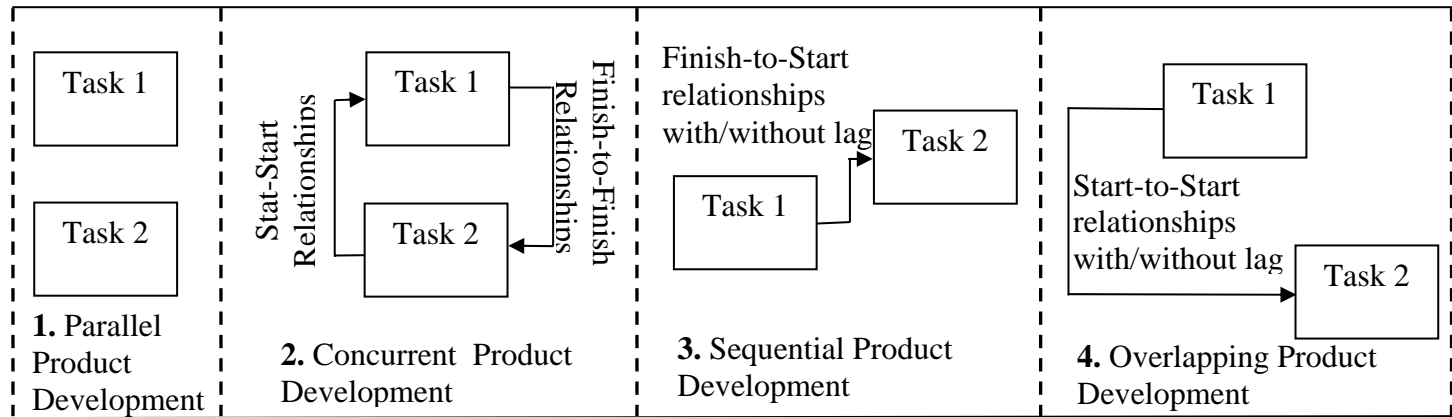 Task 1
Task 2
1. Parallel
Product
Development
Stat-Start
Relationships
Task 1
Task 2
Finish-to-Finish
Relationships
2. Concurrent Product
Development
Finish-to-Start
relationships
with/without lag
Task 2
Task 1
3. Sequential Product
Development
Task 1
Start-to-Start
relationships
with/without lag
Task 2
4. Overlapping Product
Development